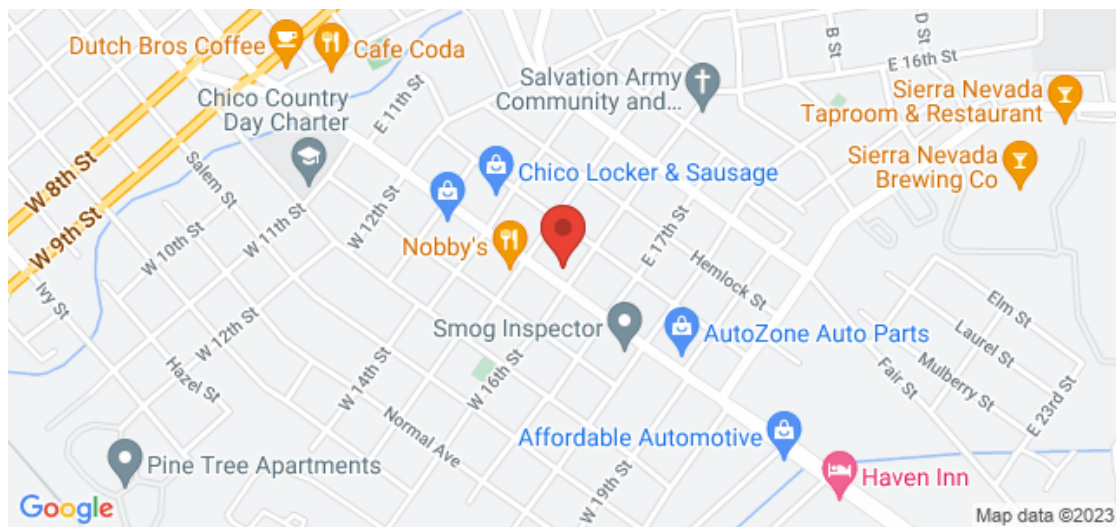 Dutch Bros Coffee
Cafe Coda
D St
B St
E 16th St
Salvation Army
Community and...
Sierra Nevada
Taproom & Restaurant
Chico Country
Day Charter
E 11th St
W 8th St
W 9th St
Salem St
Sierra Nevada
Brewing Co
Chico Locker & Sausage
W 12th St
W 11th St
W 10th St
Nobby's
E 17th St
Hemlock St
Ivy St
Elm St
Smog Inspector
AutoZone Auto Parts
Laurel St
W 12th St
Hazel St
W 14th St
W 16th St
Mulberry St
Fair St
E 23rd St
Normal Ave
Affordable Automotive
Pine Tree Apartments
W 19th St
Haven Inn
Google
Map data ©2023